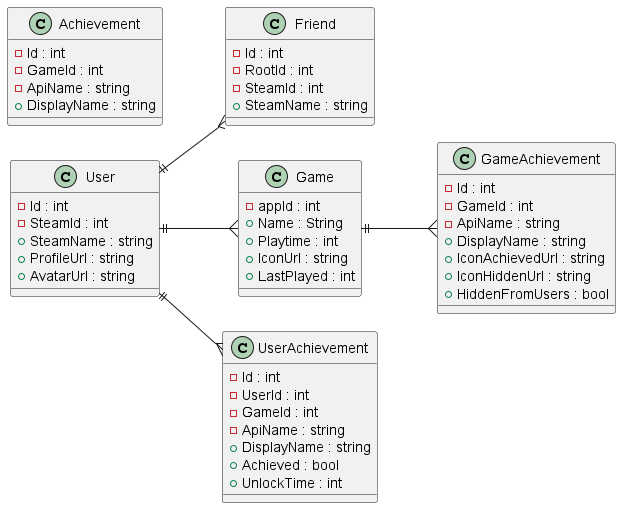 C Achievement
Id : int
GameId : int
ApiName : string
DisplayName : string
C Friend
Id : int
RootId : int
SteamId : int
SteamName : string
C User
Id : int
SteamId : int
SteamName : string
ProfileUrl : string
AvatarUrl : string
C Game
appId : int
Name : String
Playtime : int
IconUrl : string
LastPlayed : int
C GameAchievement
Id : int
GameId : int
ApiName : string
DisplayName : string
IconAchievedUrl : string
IconHiddenUrl : string
HiddenFromUsers : bool
C UserAchievement
Id : int
UserId : int
GameId : int
ApiName : string
DisplayName : string
Achieved : bool
UnlockTime : int